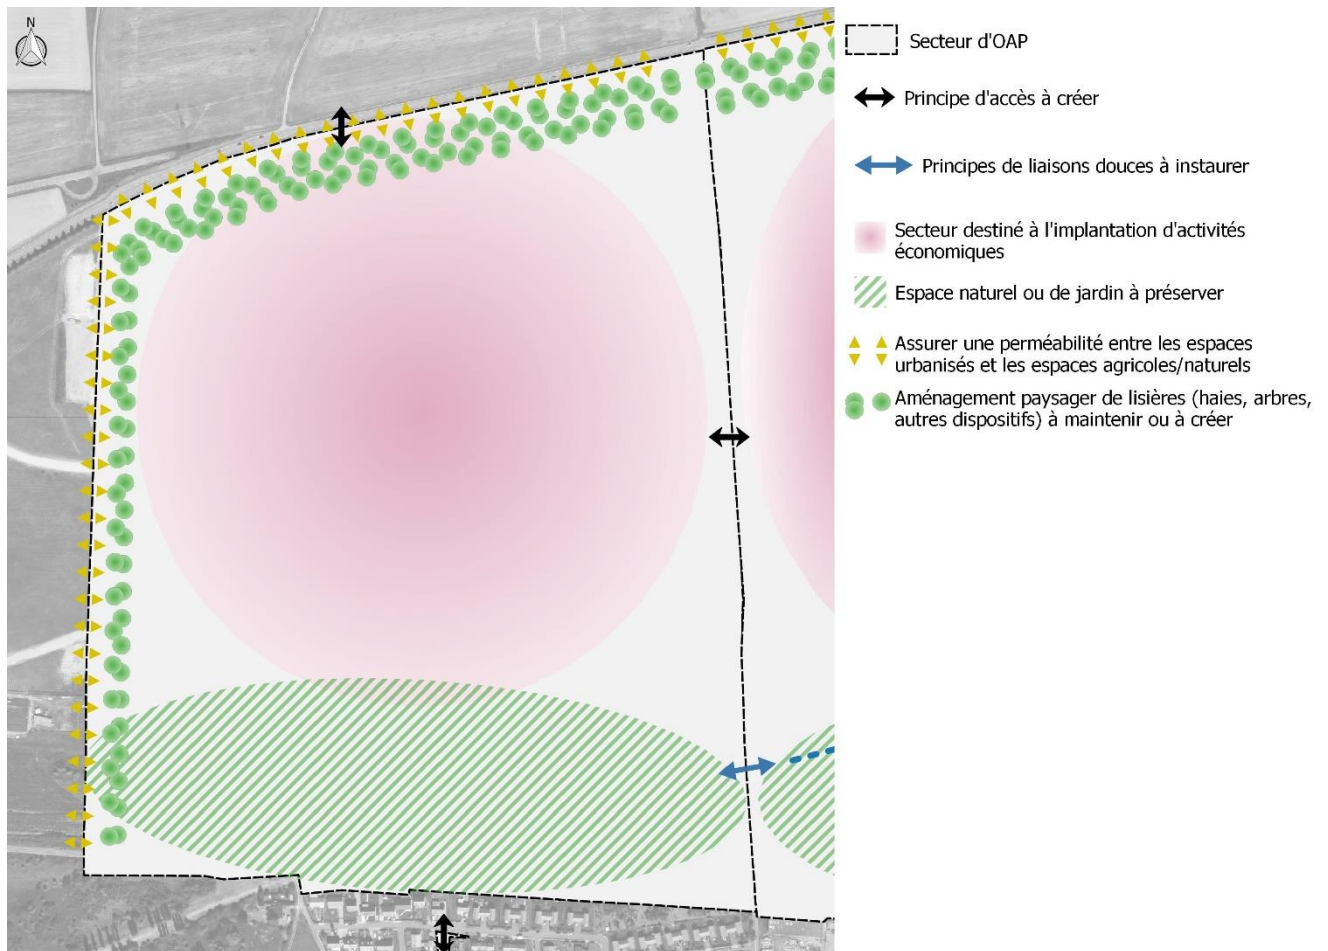 N
Secteur d'OAP
Principe d'accès à créer
Principes de liaisons douces à instaurer
Secteur destiné à l'implantation d'activités
économiques
Espace naturel ou de jardin à préserver
Assurer une perméabilité entre les espaces
urbanisés et les espaces agricoles/naturels
Aménagement paysager de lisières (haies, arbres,
autres dispositifs) à maintenir ou à créer